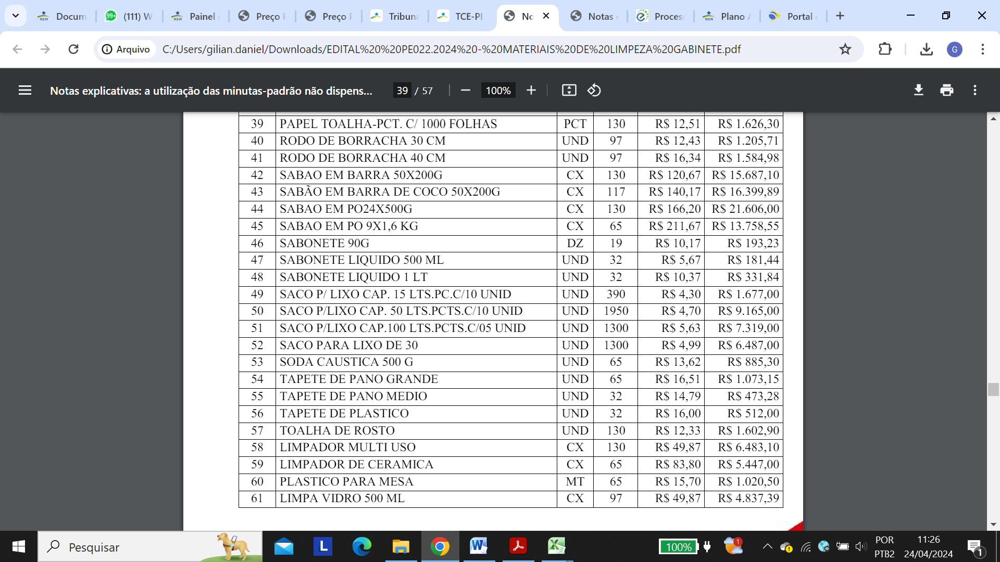 Docum
99+
(111) W
Painel
Preço
Preço
Tribuna
TCE-PI
No
Notas
Process
Plano
Portal
Arquivo
C:/Users/gilian.daniel/Downloads/EDITAL%20%20PE022.2024%20-%20MATERIAIS%20DE%20LIMPEZA%20GABINETE.pdf
G
Notas explicativas: a utilização das minutas-padrão não dispens...
39 / 57
100%
39 PAPEL TOALHA-PCT. C/ 1000 FOLHAS PCT 130 R$ 12,51 R$ 1.626,30
40 RODO DE BORRACHA 30 CM UND 97 R$ 12,43 R$ 1.205,71
41 RODO DE BORRACHA 40 CM UND 97 R$ 16,34 R$ 1.584,98
42 SABAO EM BARRA 50X200G CX 130 R$ 120,67 R$ 15.687,10
43 SABÃO EM BARRA DE COCO 50X200G CX 117 R$ 140,17 R$ 16.399,89
44 SABAO EM PO24X500G CX 130 R$ 166,20 R$ 21.606,00
45 SABAO EM PO 9X1,6 KG CX 65 R$ 211,67 R$ 13.758,55
46 SABONETE 90G DZ 19 R$ 10,17 R$ 193,23
47 SABONETE LIQUIDO 500 ML UND 32 R$ 5,67 R$ 181,44
48 SABONETE LIQUIDO 1 LT UND 32 R$ 10,37 R$ 331,84
49 SACO P/ LIXO CAP. 15 LTS.PC.C/10 UNID UND 390 R$ 4,30 R$ 1.677,00
50 SACO P/LIXO CAP. 50 LTS.PCTS.C/10 UNID UND 1950 R$ 4,70 R$ 9.165,00
51 SACO P/LIXO CAP.100 LTS.PCTS.C/05 UNID UND 1300 R$ 5,63 R$ 7.319,00
52 SACO PARA LIXO DE 30 UND 1300 R$ 4,99 R$ 6.487,00
53 SODA CAUSTICA 500 G UND 65 R$ 13,62 R$ 885,30
54 TAPETE DE PANO GRANDE UND 65 R$ 16,51 R$ 1.073,15
55 TAPETE DE PANO MEDIO UND 32 R$ 14,79 R$ 473,28
56 TAPETE DE PLASTICO UND 32 R$ 16,00 R$ 512,00
57 TOALHA DE ROSTO UND 130 R$ 12,33 R$ 1.602,90
58 LIMPADOR MULTI USO CX 130 R$ 49,87 R$ 6.483,10
59 LIMPADOR DE CERAMICA CX 65 R$ 83,80 R$ 5.447,00
60 PLASTICO PARA MESA MT 65 R$ 15,70 R$ 1.020,50
61 LIMPA VIDRO 500 ML CX 97 R$ 49,87 R$ 4.837,39
Pesquisar
L
100%
1
POR
PTB2
11:26
24/04/2024
1